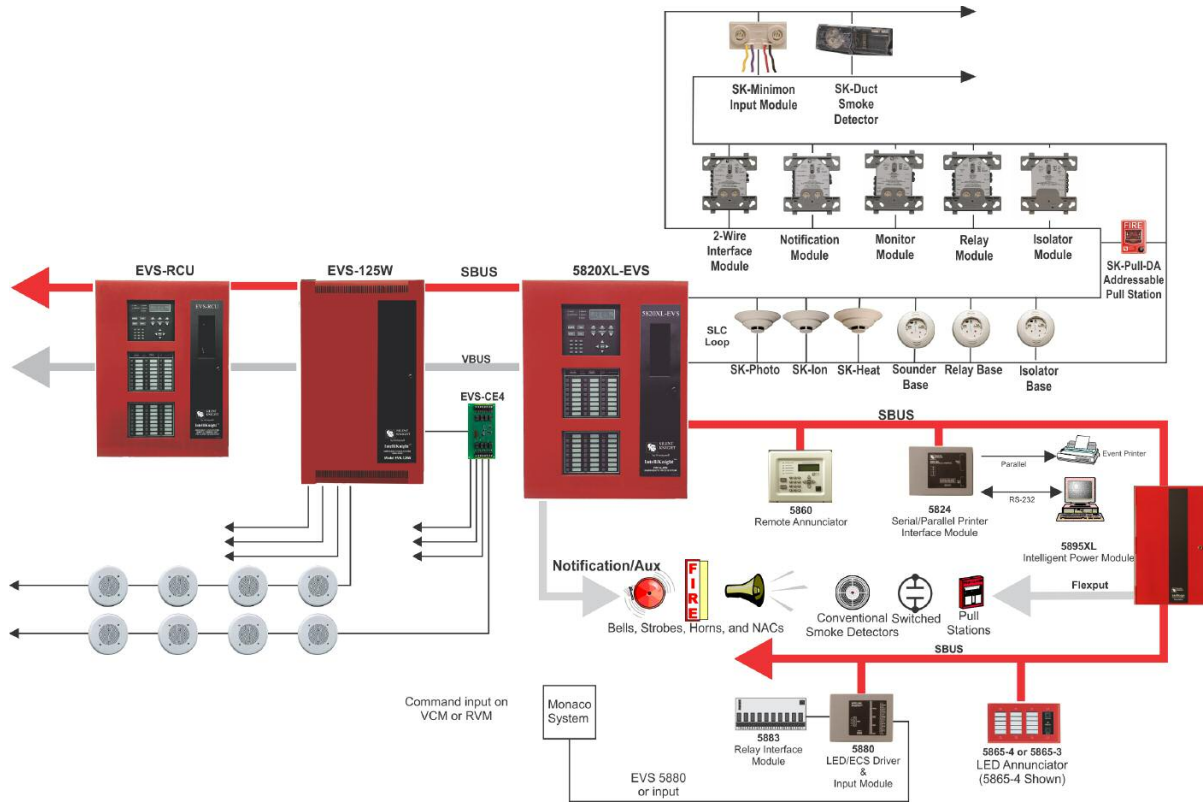 SK-Minimon
Input Module
SK-Duct
Smoke
Detector
2-Wire
Interface
Module
Notification
Module
Monitor
Module
Relay
Module
Isolator
Module
FIRE
SK-Pull-DA
Addressable
Pull Station
EVS-RCU
EVS-125W
SBUS
5820XL-EVS
EVS-RCU
5820XL-EVS
SLC
Loop
SK-Photo
SK-Ion
SK-Heat
Sounder
Base
Relay Base
Isolator
Base
VBUS
EVS-CE4
SBUS
5860
Remote Annunciator
5824
Serial/Parallel Printer
Interface Module
Parallel
Event Printer
RS-232
5895XL
Intelligent Power Module
Notification/Aux
FIRE
Bells, Strobes, Horns, and NACs
Conventional
Smoke Detectors
Switched
Pull
Stations
Flexput
SBUS
Command input on
VCM or RVM
Monaco
System
5883
Relay Interface
Module
5880
LED/ECS Driver
&
Input Module
5865-4 or 5865-3
LED Annunciator
(5865-4 Shown)
EVS 5880
or input